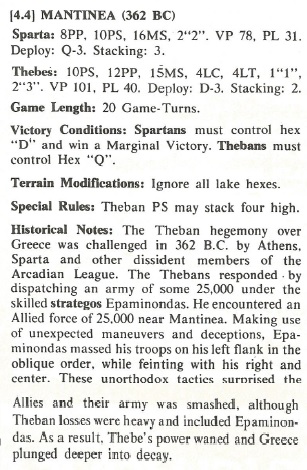 [4.4] MANTINEA (362 BC)
Sparta: 8PP, 10PS, 16MS, 2“2”. VP 78, PL 31.
Deploy: Q-3. Stacking: 3.
Thebes: 10PS, 12PP, 15MS, 4LC, 4LT, 1“1”,
2“3”. VP 101, PL 40. Deploy: D-3. Stacking: 2.
Game Length: 20 Game-Turns.
Victory Conditions: Spartans must control hex
“D” and win a Marginal Victory. Thebans must
control Hex “Q”.
Terrain Modifications: Ignore all lake hexes.
Special Rules: Theban PS may stack four high.
Historical Notes: The Theban hegemony over
Greece was challenged in 362 B.C. by Athens,
Sparta and other dissident members of the
Arcadian League. The Thebans responded by
dispatching an army of some 25,000 under the
skilled strategos Epaminondas. He encountered an
Allied force of 25,000 near Mantinea. Making use
of unexpected maneuvers and deceptions, Epa-
minondas massed his troops on his left flank in the
oblique order, while feinting with his right and
center. These unorthodox tactics surprised the
Allies and their army was smashed, although
Theban losses were heavy and included Epaminon-
das. As a result, Thebe's power waned and Greece
plunged deeper into decay.